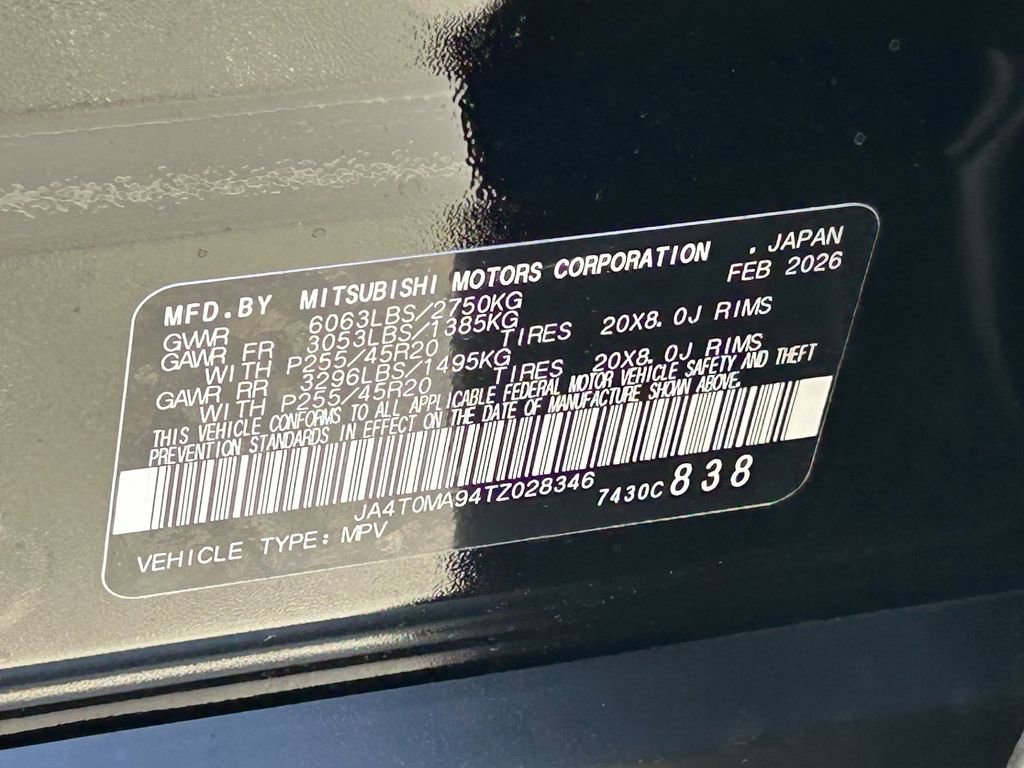 MFD.BY MITSUBISHI MOTORS CORPORATION . JAPAN
FEB 2026
GVWR 6063LBS/2750KG
GAWR FR 3053LBS/1385KG
WITH P255/45R20 TIRES 20X8.0J RIMS
GAWR RR 3296LBS/1495KG
WITH P255/45R20 TIRES 20X8.0J RIMS
THIS VEHICLE CONFORMS TO ALL APPLICABLE FEDERAL MOTOR VEHICLE SAFETY AND THEFT
PREVENTION STANDARDS IN EFFECT ON THE DATE OF MANUFACTURE SHOWN ABOVE.
JA4T0MA94TZ028346 7430C 838
VEHICLE TYPE: MPV